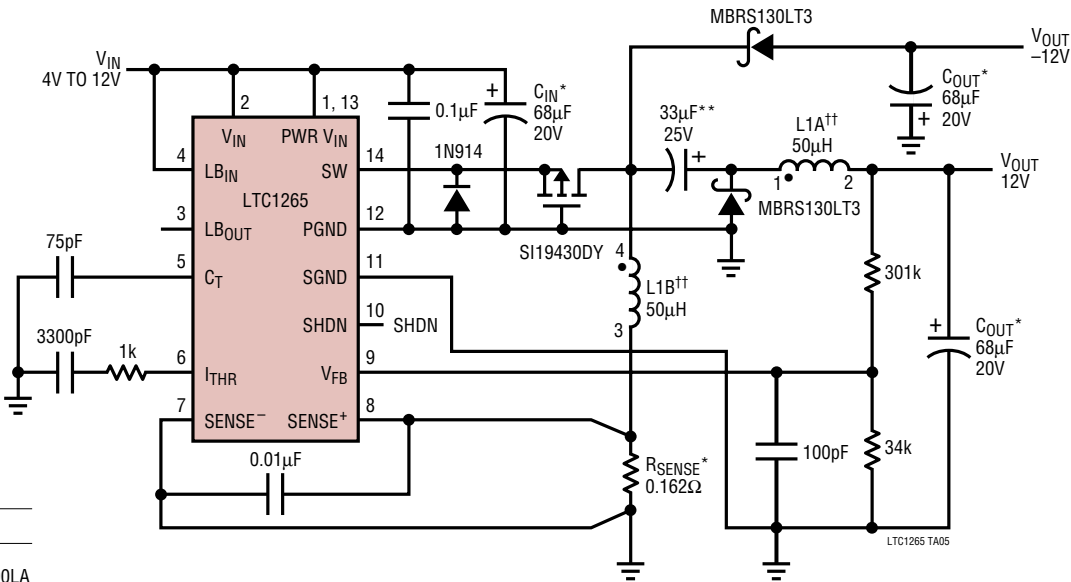 MBRS130LT3
VOUT
–12V
VIN
4V TO 12V
COUT*
68µF
20V
+
2
1, 13
0.1µF
+
CIN*
68µF
20V
33µF**
25V
+
L1A††
50µH
VIN
PWR VIN
1N914
4
LBIN
SW
14
1
2
VOUT
12V
LTC1265
MBRS130LT3
3
LBOUT
PGND
12
SI19430DY
75pF
5
CT
SGND
11
4
L1B††
50µH
3
301k
SHDN
10
SHDN
+
COUT*
68µF
20V
3300pF
1k
6
ITHR
VFB
9
7
SENSE–
SENSE+
8
0.01µF
RSENSE*
0.162Ω
100pF
34k
LTC1265 TA05
0LA